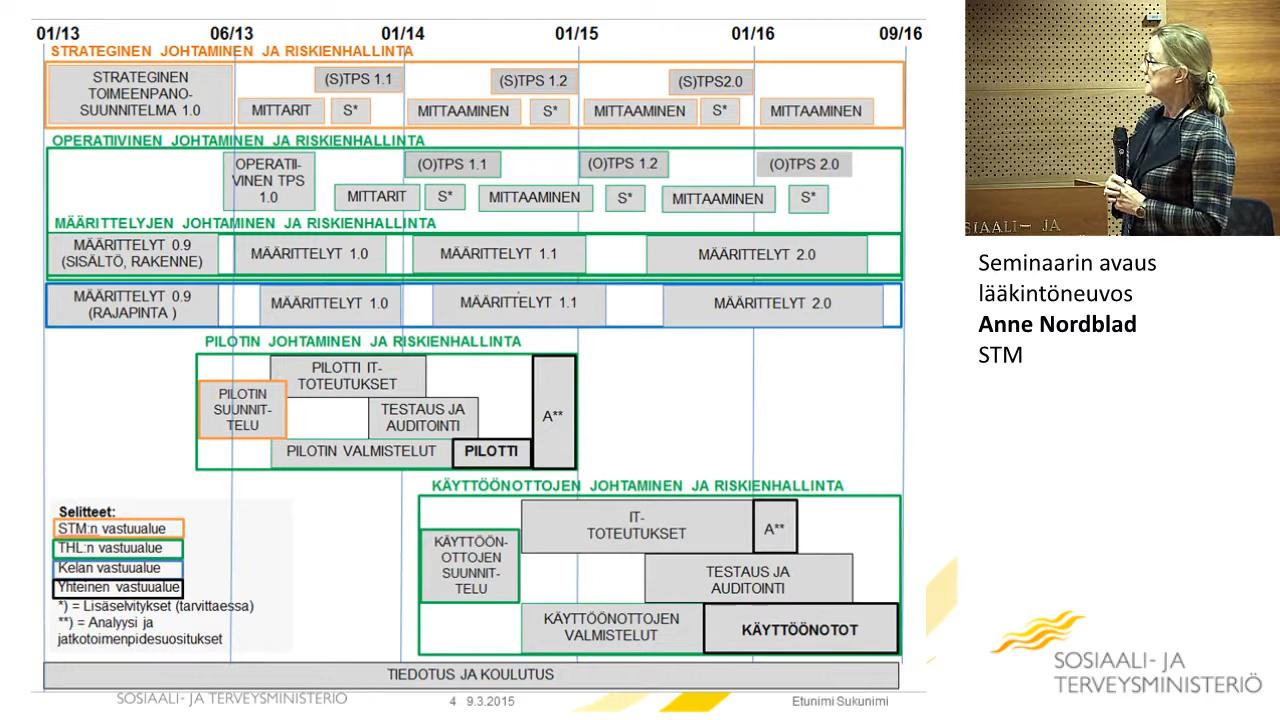 01/13 06/13 01/14 01/15 01/16 09/16
STRATEGINEN JOHTAMINEN JA RISKIENHALLINTA
STRATEGINEN
TOIMEENPANO-
SUUNNITELMA 1.0
(S)TPS 1.1
(S)TPS 1.2
(S)TPS2.0
MITTARIT
S*
MITTAAMINEN
S*
MITTAAMINEN
S*
MITTAAMINEN
OPERATIIVINEN JOHTAMINEN JA RISKIENHALLINTA
OPERATII-
VINEN TPS
1.0
(O)TPS 1.1
(O)TPS 1.2
(O)TPS 2.0
MITTARIT
S*
MITTAAMINEN
S*
MITTAAMINEN
S*
MÄÄRITTELYJEN JOHTAMINEN JA RISKIENHALLINTA
MÄÄRITTELYT 0.9
(SISÄLTÖ, RAKENNE)
MÄÄRITTELYT 1.0
MÄÄRITTELYT 1.1
MÄÄRITTELYT 2.0
MÄÄRITTELYT 0.9
(RAJAPINTA )
MÄÄRITTELYT 1.0
MÄÄRITTELYT 1.1
MÄÄRITTELYT 2.0
PILOTIN JOHTAMINEN JA RISKIENHALLINTA
PILOTTI IT-
TOTEUTUKSET
PILOTIN
SUUNNIT-
TELU
TESTAUS JA
AUDITOINTI
A**
PILOTIN VALMISTELUT
PILOTTI
KÄYTTÖÖNOTTOJEN JOHTAMINEN JA RISKIENHALLINTA
IT-
TOTEUTUKSET
A**
KÄYTTÖÖN-
OTTOJEN
SUUNNIT-
TELU
TESTAUS JA
AUDITOINTI
KÄYTTÖÖNOTTOJEN
VALMISTELUT
KÄYTTÖÖNOTOT
Selitteet:
STM:n vastuualue
THL:n vastuualue
Kelan vastuualue
Yhteinen vastuualue
*) = Lisäselvitykset (tarvittaessa)
**) = Analyysi ja
jatkotoimenpidesuositukset
TIEDOTUS JA KOULUTUS
SOSIAALI- JA TERVEYSMINISTERIÖ 4 9.3.2015 Etunimi Sukunimi
SIAALI- JA
Seminaarin avaus
lääkintöneuvos
Anne Nordblad
STM
SOSIAALI- JA
TERVEYSMINISTERIÖ